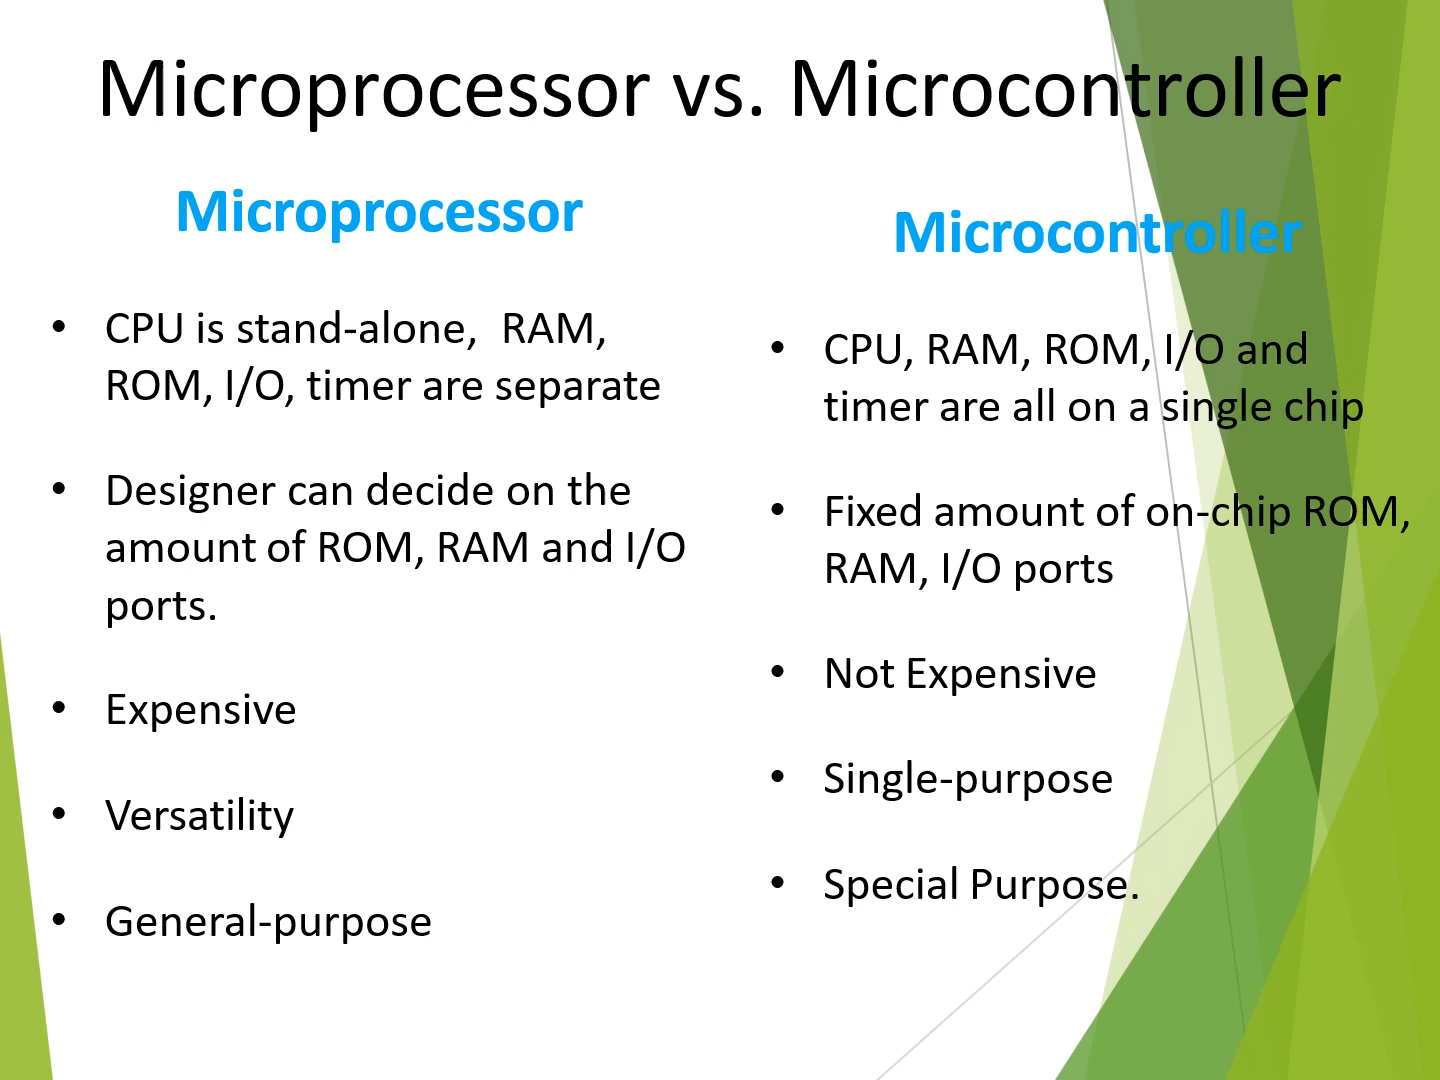 Microprocessor vs. Microcontroller
Microprocessor
• CPU is stand-alone,  RAM,
ROM, I/O, timer are separate
• Designer can decide on the
amount of ROM, RAM and I/O
ports.
• Expensive
• Versatility
• General-purpose
Microcontroller
• CPU, RAM, ROM, I/O and
timer are all on a single chip
• Fixed amount of on-chip ROM,
RAM, I/O ports
• Not Expensive
• Single-purpose
• Special Purpose.